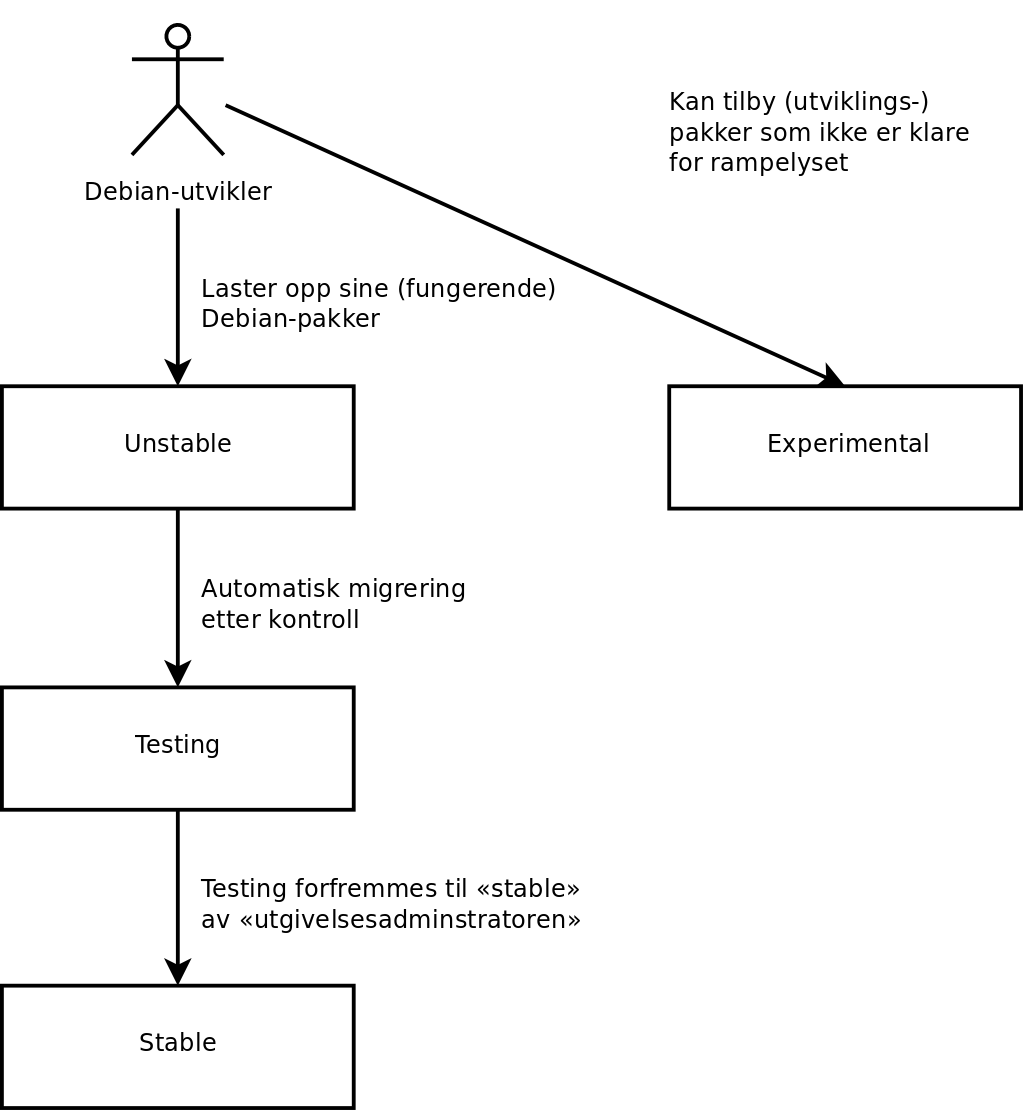 Kan tilby (utviklings-)
pakker som ikke er klare
for rampelyset
Debian-utvikler
Laster opp sine (fungerende)
Debian-pakker
Unstable
Experimental
Automatisk migrering
etter kontroll
Testing
Testing forfremmes til «stable»
av «utgivelsesadminstratoren»
Stable